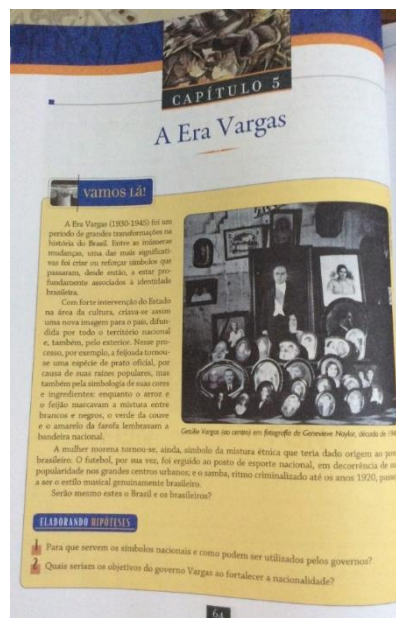 CAPÍTULO 5
A Era Vargas
vamos lá!
A Era Vargas (1930-1945) foi um
período de grandes transformações na
história do Brasil. Entre as inúmeras
mudanças, uma das mais significati-
vas foi criar ou reforçar símbolos que
passaram, desde então, a estar pro-
fundamente associados à identidade
brasileira.
Com forte intervenção do Estado
na área da cultura, criava-se assim
uma nova imagem para o país, difun-
dida por todo o território nacional
e, também, pelo exterior. Nesse pro-
cesso, por exemplo, a feijoada tornou-
se uma espécie de prato oficial, por
causa de suas raízes populares, mas
também pela simbologia de suas cores
e ingredientes: enquanto o arroz e
o feijão marcavam a mistura entre
brancos e negros, o verde da couve
e o amarelo da farofa lembravam a
bandeira nacional.
Getúlio Vargas (ao centro) em fotografia de Genevieve Naylor, década de
A mulher morena tornou-se, ainda, símbolo da mistura étnica que teria dado origem ao
brasileiro. O futebol, por sua vez, foi erguido ao posto de esporte nacional, em decorrência de
popularidade nos grandes centros urbanos; e o samba, ritmo criminalizado até os anos 1920,
a ser o estilo musical genuinamente brasileiro.
Serão mesmo estes o Brasil e os brasileiros?
ELABORANDO HIPÓTESES
1 Para que servem os símbolos nacionais e como podem ser utilizados pelos governos?
2 Quais seriam os objetivos do governo Vargas ao fortalecer a nacionalidade?
64